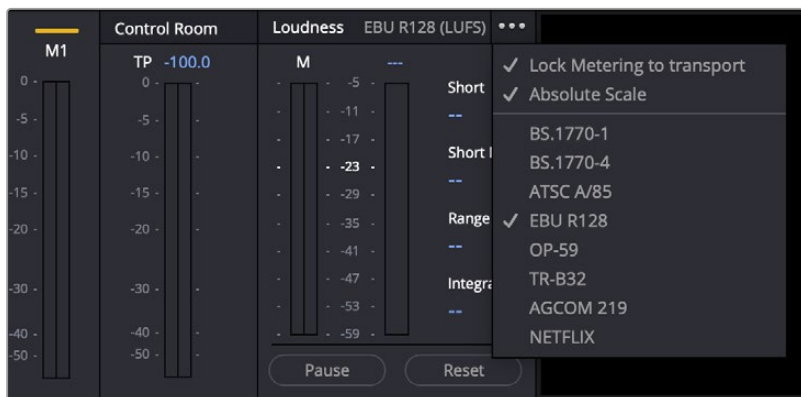 M1
0
-5
-10
-15
-20
-30
-40
-50
Control Room
TP -100.0
0
-5
-10
-15
-20
-30
-40
-50
Loudness EBU R128 (LUFS)
M ---
-5
-11
-17
-23
-29
-35
-41
-47
-53
-59
Short
--
Short
--
Range
--
--
Pause Reset
✓ Lock Metering to transport
✓ Absolute Scale
BS.1770-1
BS.1770-4
ATSC A/85
✓ EBU R128
OP-59
TR-B32
AGCOM 219
NETFLIX